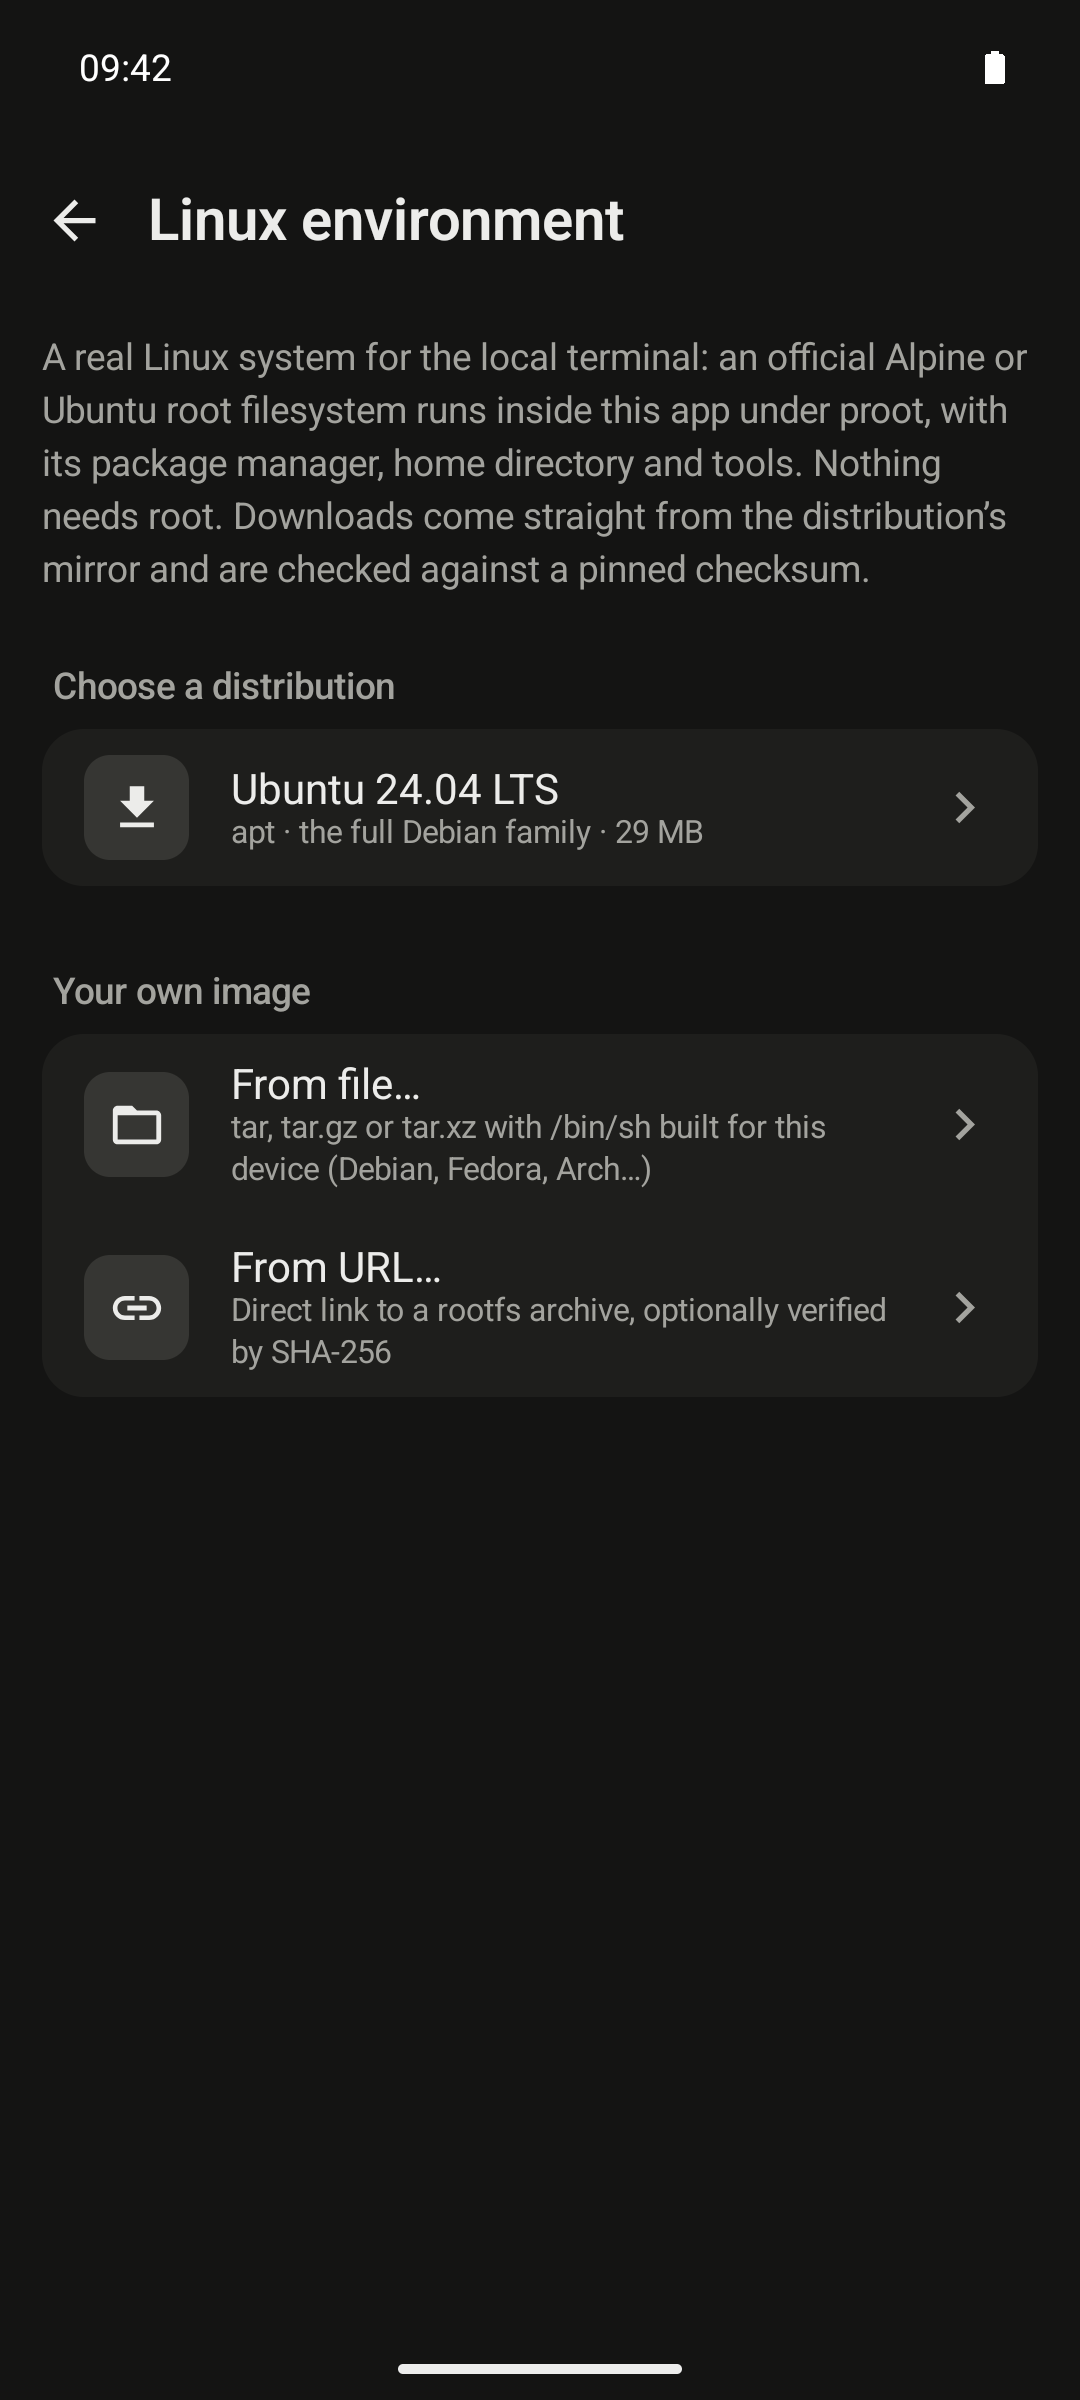 09:42
Linux environment
A real Linux system for the local terminal: an official Alpine or
Ubuntu root filesystem runs inside this app under proot, with
its package manager, home directory and tools. Nothing
needs root. Downloads come straight from the distribution’s
mirror and are checked against a pinned checksum.
Choose a distribution
Ubuntu 24.04 LTS
apt · the full Debian family · 29 MB
Your own image
From file…
tar, tar.gz or tar.xz with /bin/sh built for this
device (Debian, Fedora, Arch…)
From URL…
Direct link to a rootfs archive, optionally verified
by SHA-256